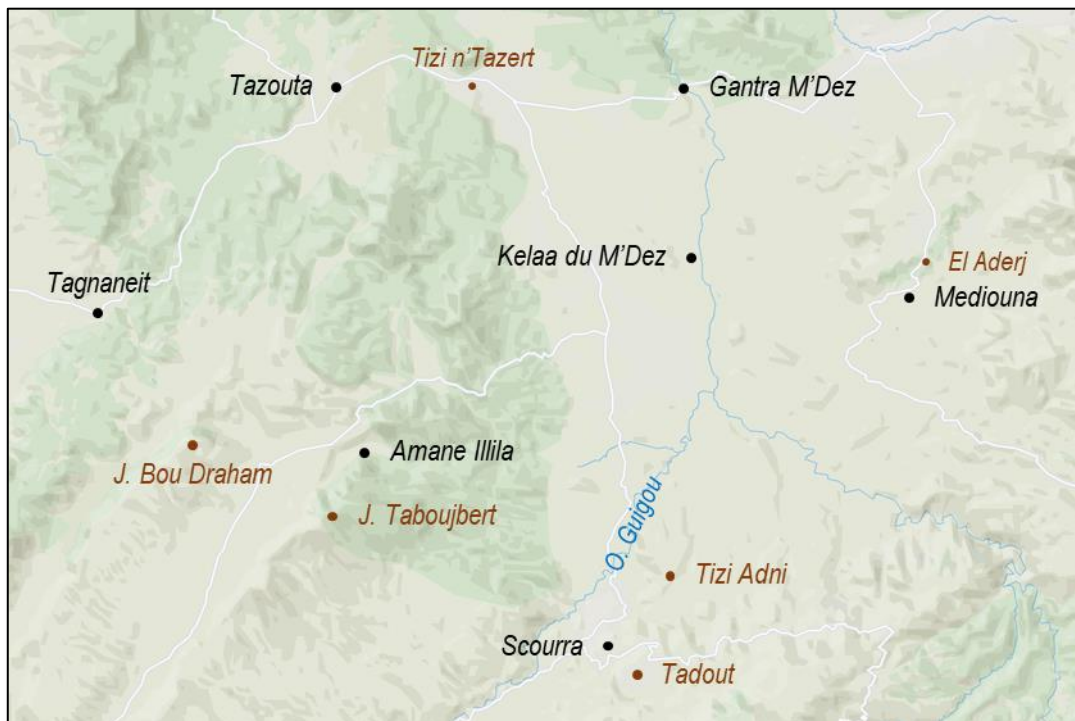 Tizi n'Tazert
Tazouta
Gantra M'Dez
Kelaa du M'Dez
El Aderj
Tagnaneit
Mediouna
J. Bou Draham
Amane Illila
J. Taboujbert
O. Guigou
Tizi Adni
Scourra
Tadout